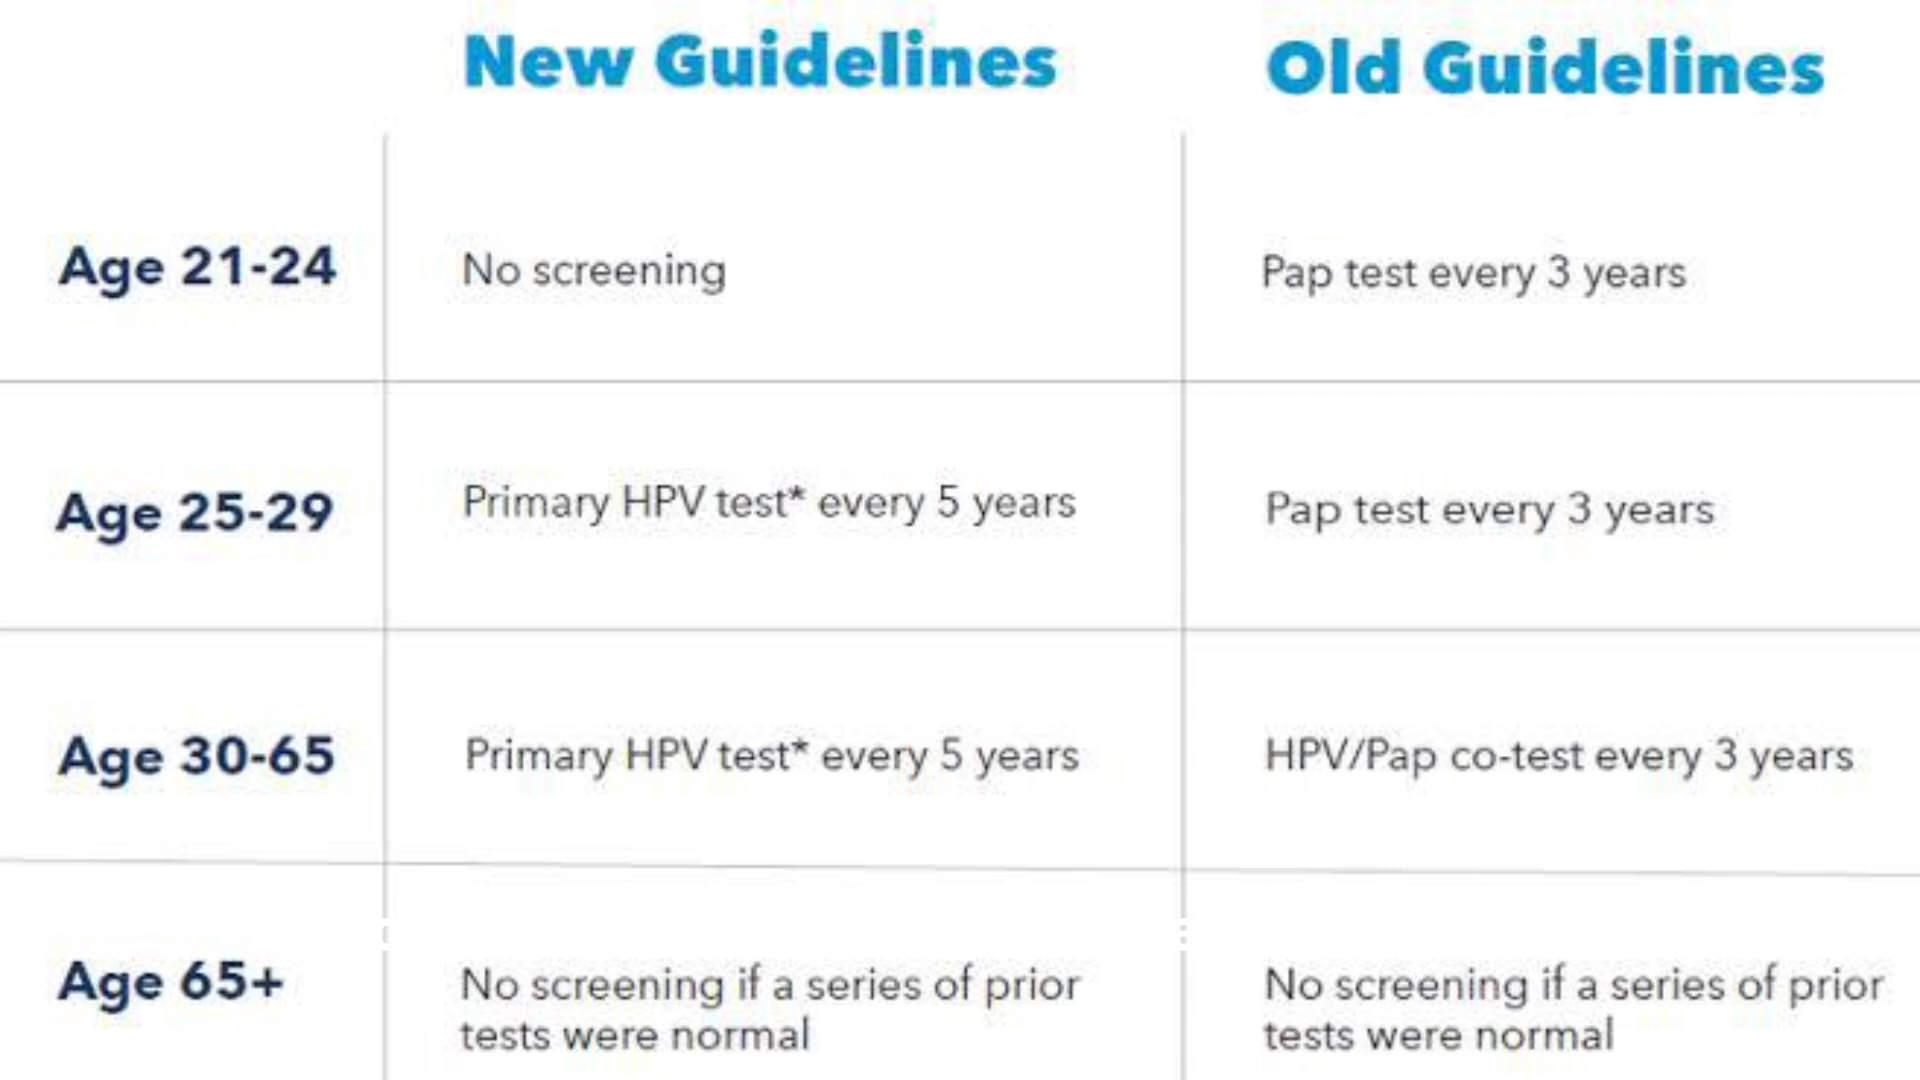 New Guidelines Old Guidelines
Age 21-24 No screening Pap test every 3 years
Age 25-29 Primary HPV test* every 5 years Pap test every 3 years
Age 30-65 Primary HPV test* every 5 years HPV/Pap co-test every 3 years
Age 65+ No screening if a series of prior No screening if a series of prior
tests were normal tests were normal